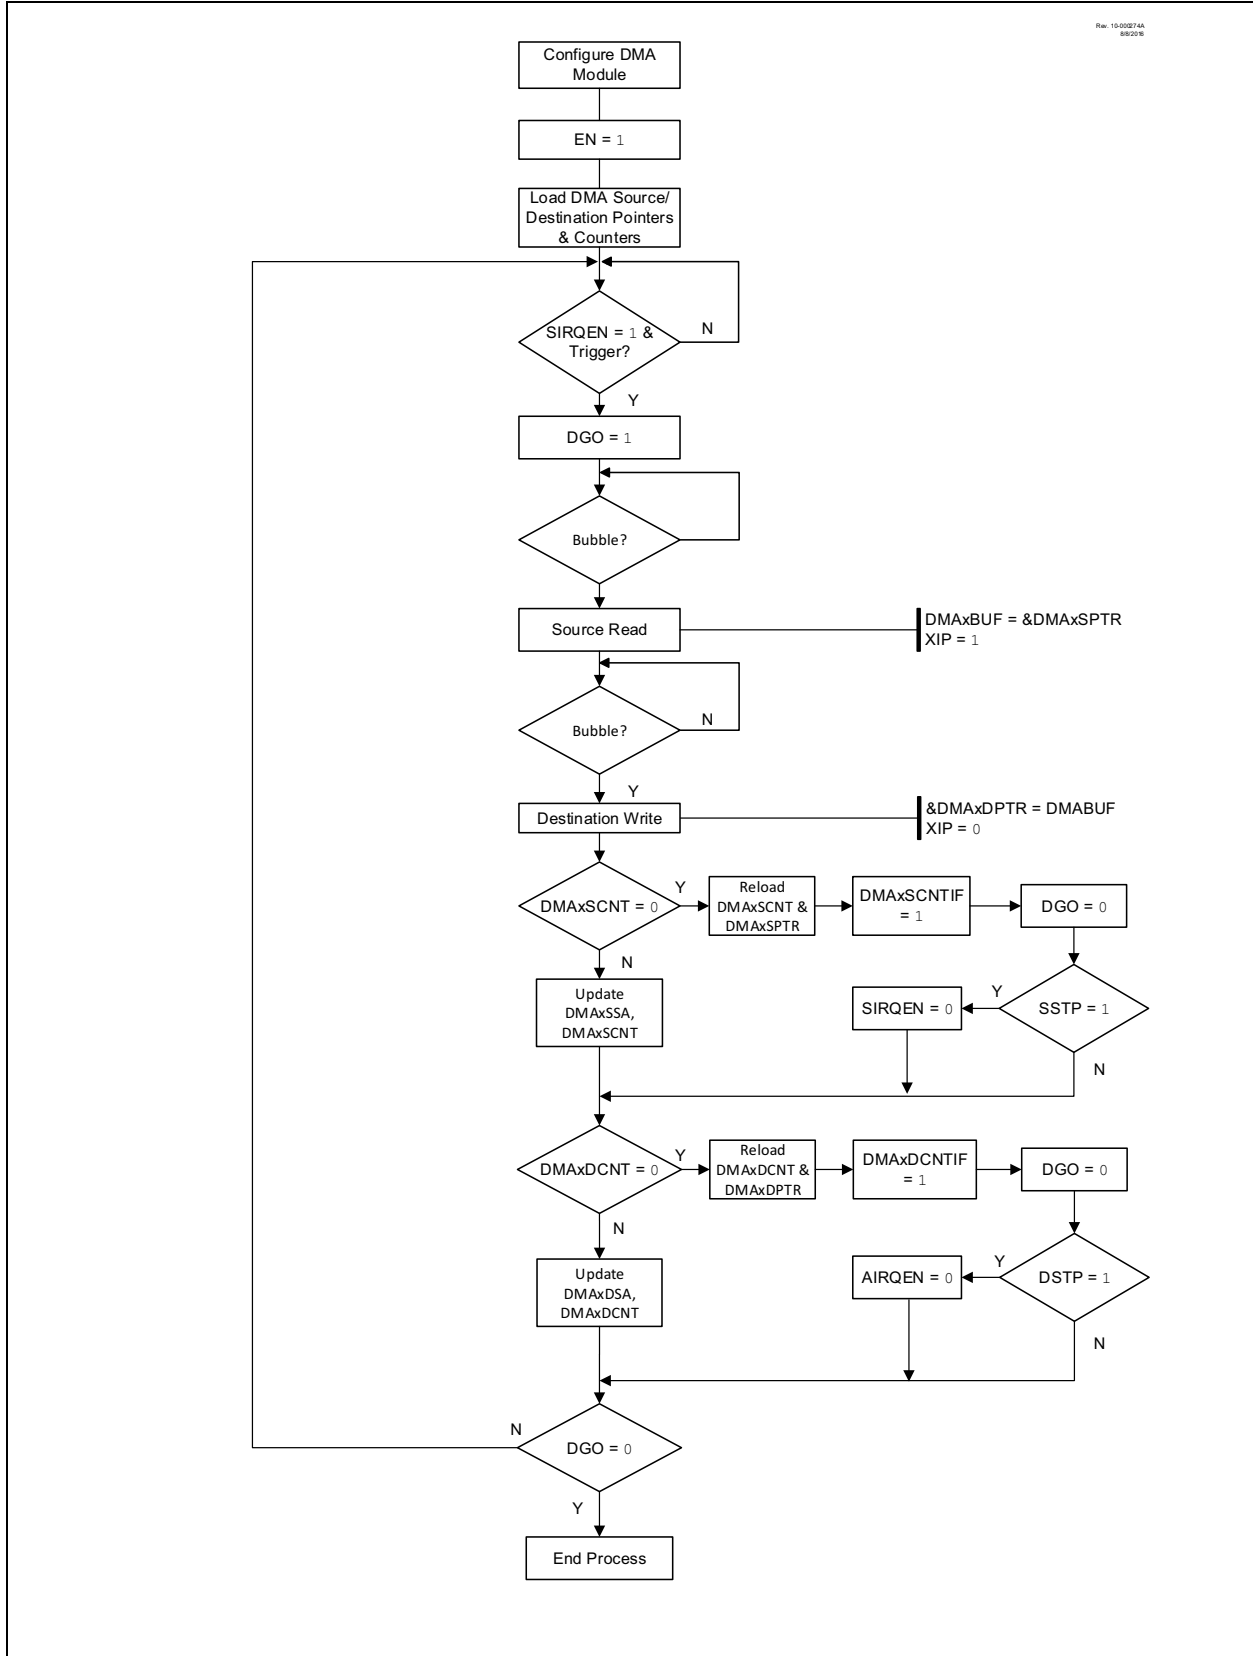 Rev. 10-000274A
8/8/2016
Configure DMA
Module
EN = 1
Load DMA Source/
Destination Pointers
& Counters
SIRQEN = 1 &
Trigger?
N
Y
DGO = 1
Bubble?
Source Read
DMAxBUF = &DMAxSPTR
XIP = 1
Bubble?
N
Y
Destination Write
&DMAxDPTR = DMABUF
XIP = 0
DMAxSCNT = 0
Y
Reload
DMAxSCNT &
DMAxSPTR
DMAxSCNTIF
= 1
DGO = 0
N
Update
DMAxSSA,
DMAxSCNT
SIRQEN = 0
Y
SSTP = 1
N
DMAxDCNT = 0
Y
Reload
DMAxDCNT &
DMAxDPTR
DMAxDCNTIF
= 1
DGO = 0
N
Update
DMAxDSA,
DMAxDCNT
AIRQEN = 0
Y
DSTP = 1
N
N
DGO = 0
Y
End Process